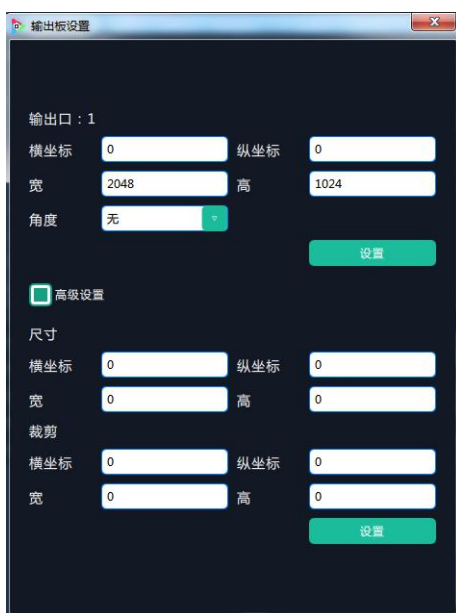 输出板设置
输出口：1
横坐标 0 纵坐标 0
宽 2048 高 1024
角度 无
设置
高级设置
尺寸
横坐标 0 纵坐标 0
宽 0 高 0
裁剪
横坐标 0 纵坐标 0
宽 0 高 0
设置